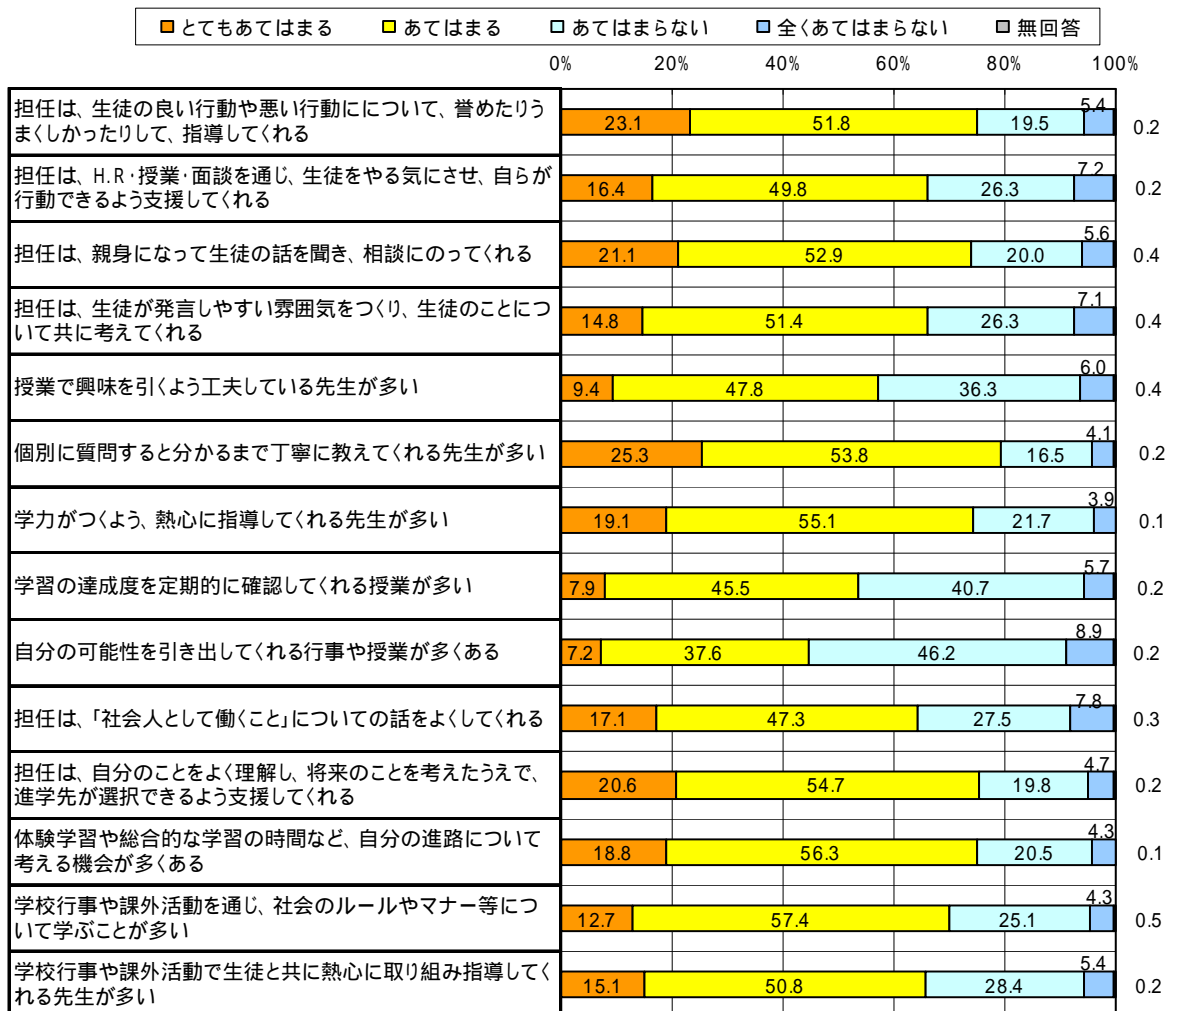 とてもあてはまる あてはまる あてはまらない 全くあてはまらない 無回答
0% 20% 40% 60% 80% 100%
担任は、生徒の良い行動や悪い行動にについて、誉めたりう
まくしかったりして、指導してくれる
23.1 51.8 19.5 5.4 0.2
担任は、H.R・授業・面談を通じ、生徒をやる気にさせ、自らが
行動できるよう支援してくれる
16.4 49.8 26.3 7.2 0.2
担任は、親身になって生徒の話を聞き、相談にのってくれる
21.1 52.9 20.0 5.6 0.4
担任は、生徒が発言しやすい雰囲気をつくり、生徒のことにつ
いて共に考えてくれる
14.8 51.4 26.3 7.1 0.4
授業で興味を引くよう工夫している先生が多い
9.4 47.8 36.3 6.0 0.4
個別に質問すると分かるまで丁寧に教えてくれる先生が多い
25.3 53.8 16.5 4.1 0.2
学力がつくよう、熱心に指導してくれる先生が多い
19.1 55.1 21.7 3.9 0.1
学習の達成度を定期的に確認してくれる授業が多い
7.9 45.5 40.7 5.7 0.2
自分の可能性を引き出してくれる行事や授業が多くある
7.2 37.6 46.2 8.9 0.2
担任は、「社会人として働くこと」についての話をよくしてくれる
17.1 47.3 27.5 7.8 0.3
担任は、自分のことをよく理解し、将来のことを考えたうえで、
進学先が選択できるよう支援してくれる
20.6 54.7 19.8 4.7 0.2
体験学習や総合的な学習の時間など、自分の進路について
考える機会が多くある
18.8 56.3 20.5 4.3 0.1
学校行事や課外活動を通じ、社会のルールやマナー等につ
いて学ぶことが多い
12.7 57.4 25.1 4.3 0.5
学校行事や課外活動で生徒と共に熱心に取り組み指導してく
れる先生が多い
15.1 50.8 28.4 5.4 0.2